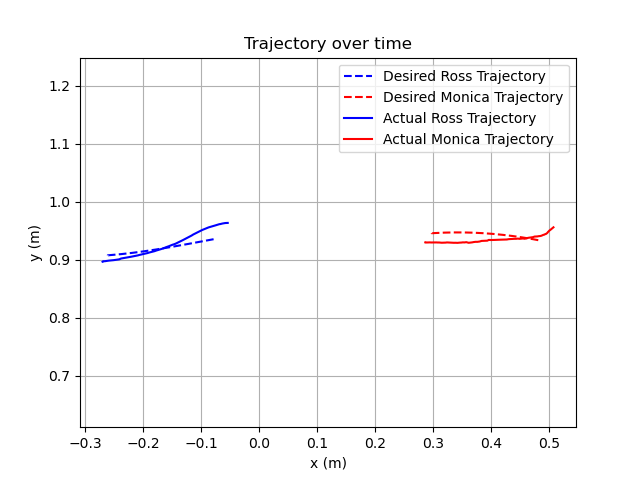 Trajectory over time
Desired Ross Trajectory
Desired Monica Trajectory
Actual Ross Trajectory
Actual Monica Trajectory
y (m)
1.2
1.1
1.0
0.9
0.8
0.7
−0.3 −0.2 −0.1 0.0 0.1 0.2 0.3 0.4 0.5
x (m)